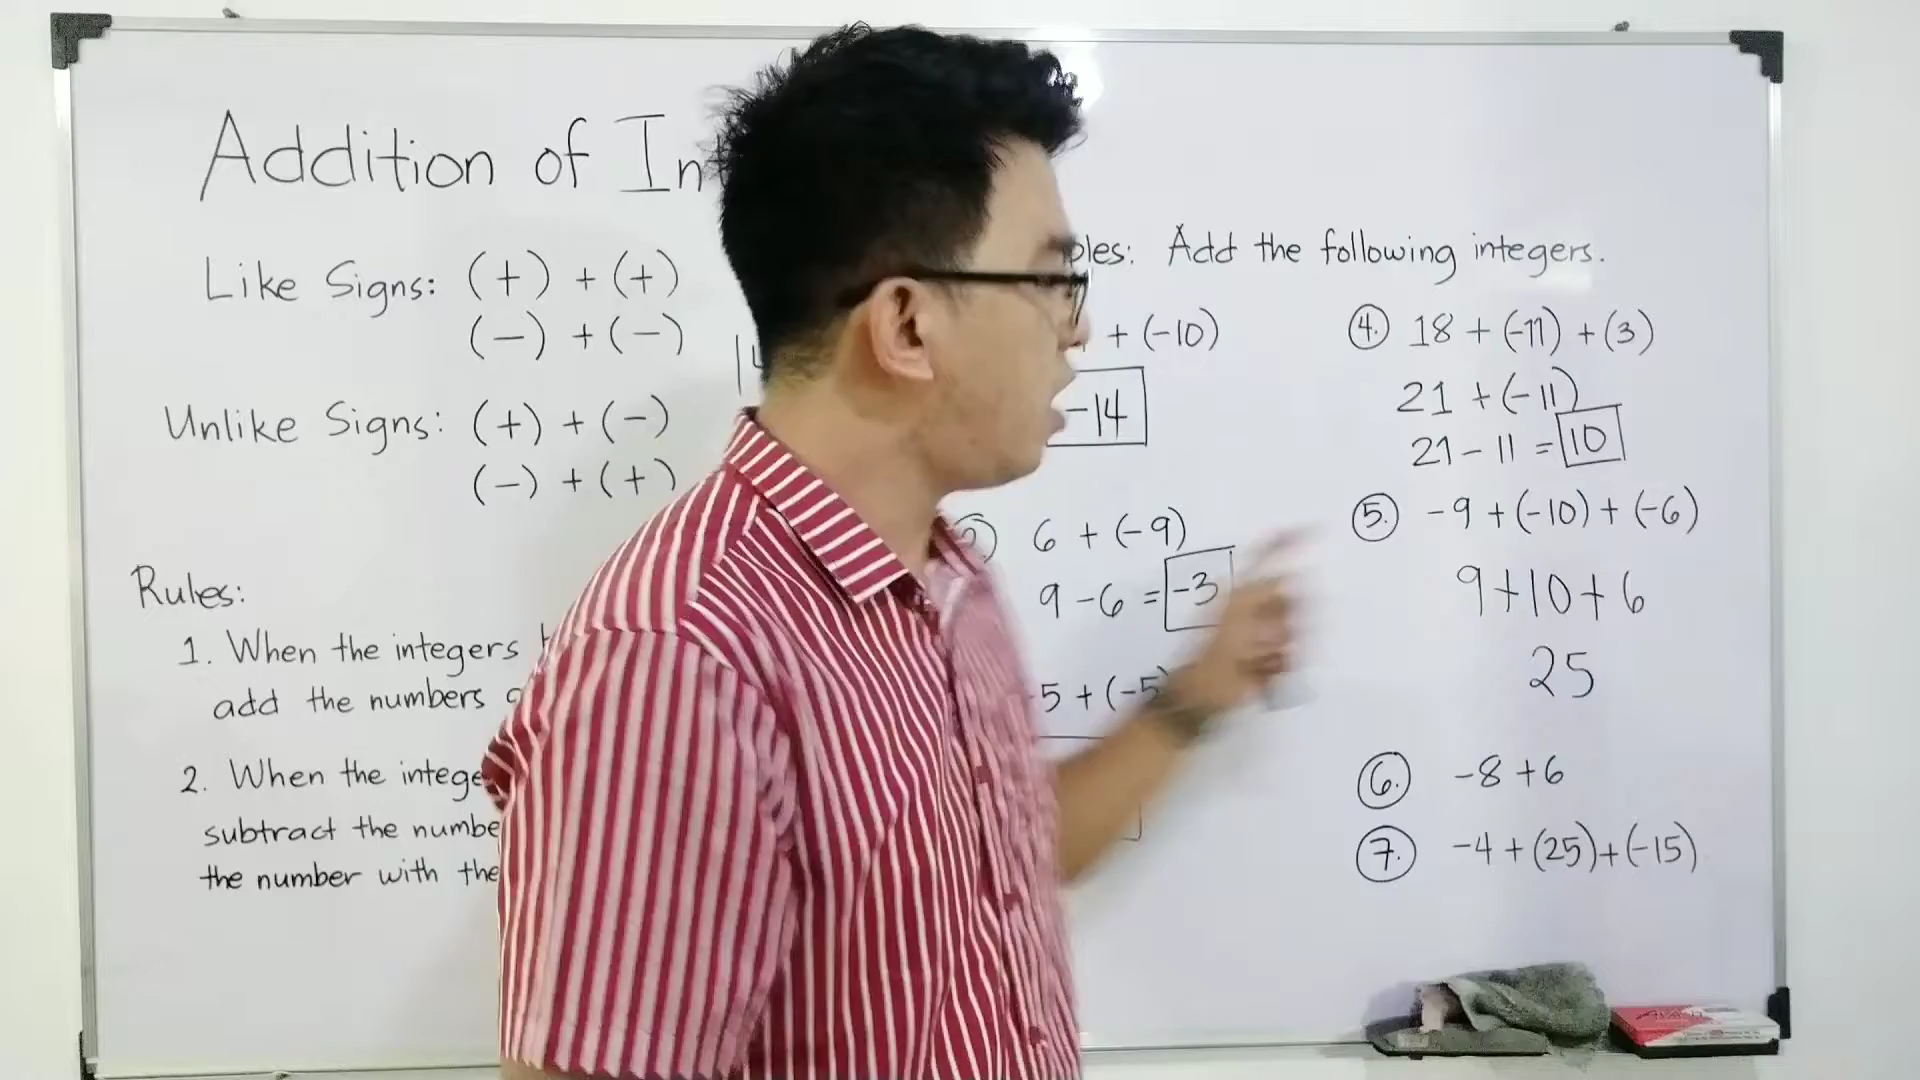 Addition of In
Like Signs: (+) + (+)
(-) + (-)
Unlike Signs: (+) + (-)
(-) + (+)
Rules:
1. When the integers
add the numbers
2. When the intege
subtract the numbe
the number with the
ples: Add the following integers.
+ (-10)
-14
6 + (-9)
9 - 6 = -3
5 + (-5)
4. 18 + (-11) + (3)
21 + (-11)
21 - 11 = 10
5. -9 + (-10) + (-6)
9 + 10 + 6
25
6. -8 + 6
7. -4 + (25) + (-15)